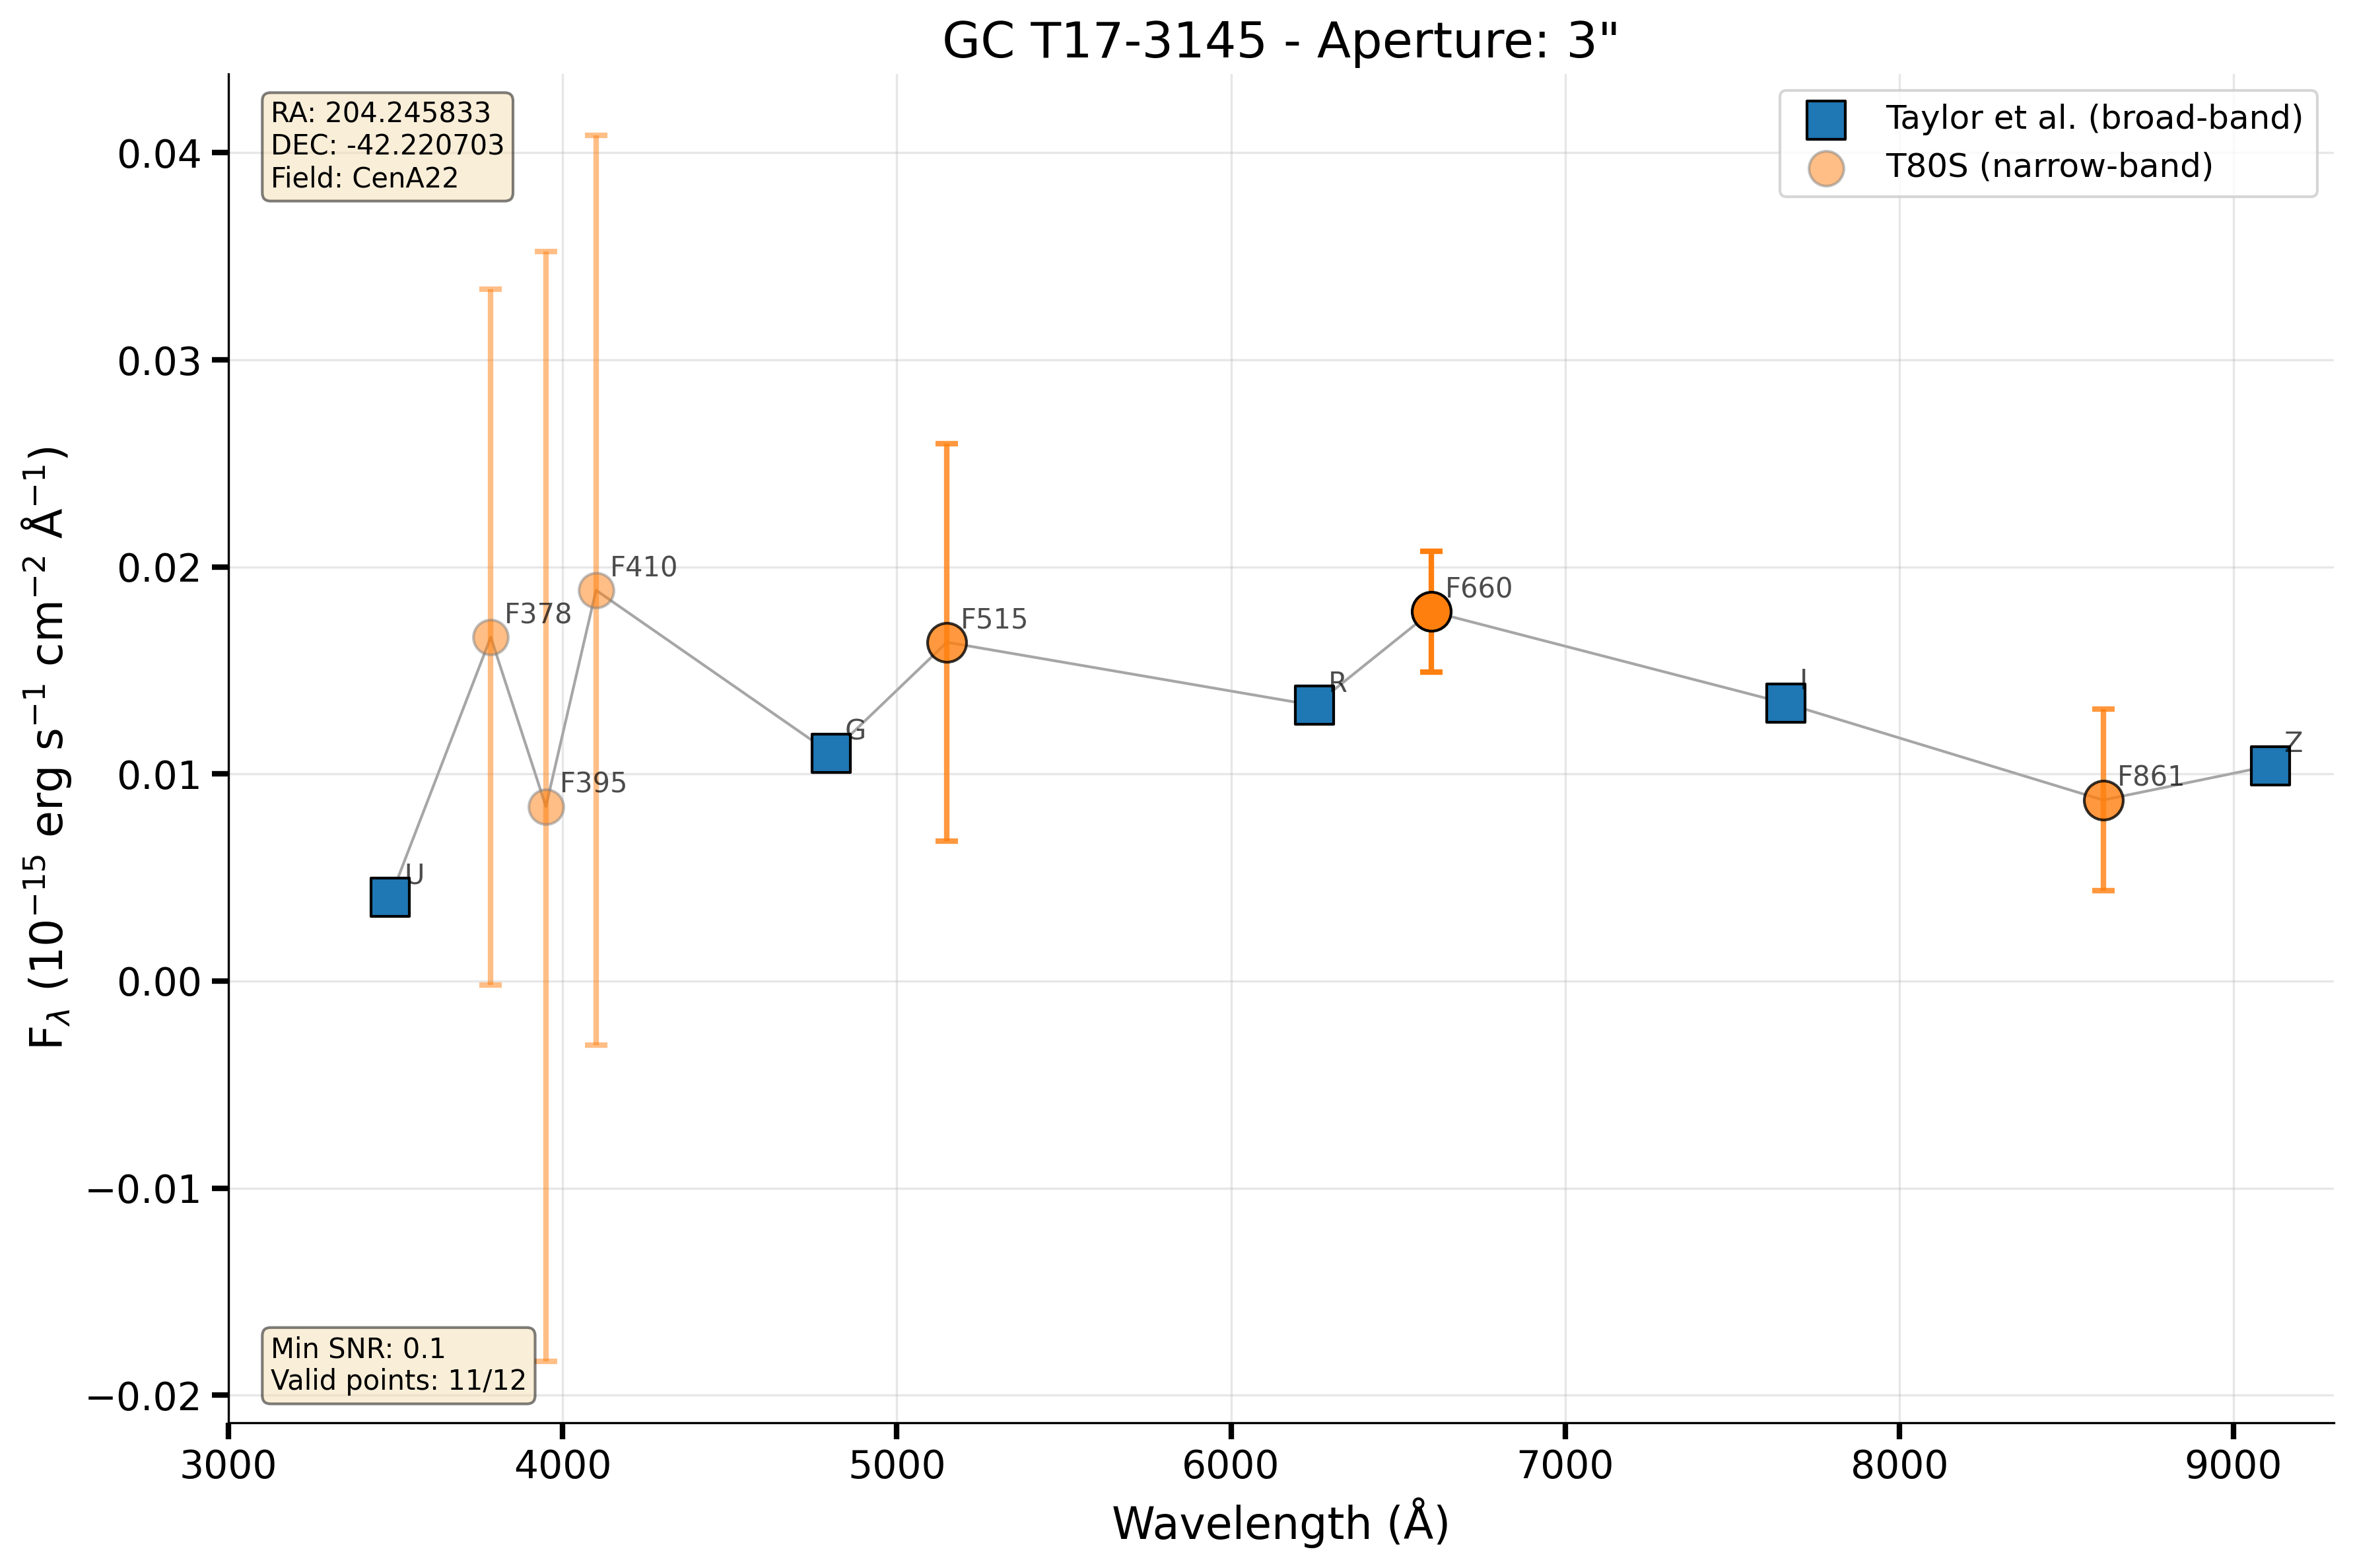 GC T17-3145 - Aperture: 3"
RA: 204.245833
DEC: -42.220703
Field: CenA22
Taylor et al. (broad-band)
T80S (narrow-band)
0.04
0.03
0.02
0.01
0.00
−0.01
−0.02
F$_{\lambda}$ (10$^{-15}$ erg s$^{-1}$ cm$^{-2}$ Å$^{-1}$)
U
F378
F395
F410
G
F515
R
F660
I
F861
Z
Min SNR: 0.1
Valid points: 11/12
3000
4000
5000
6000
7000
8000
9000
Wavelength (Å)